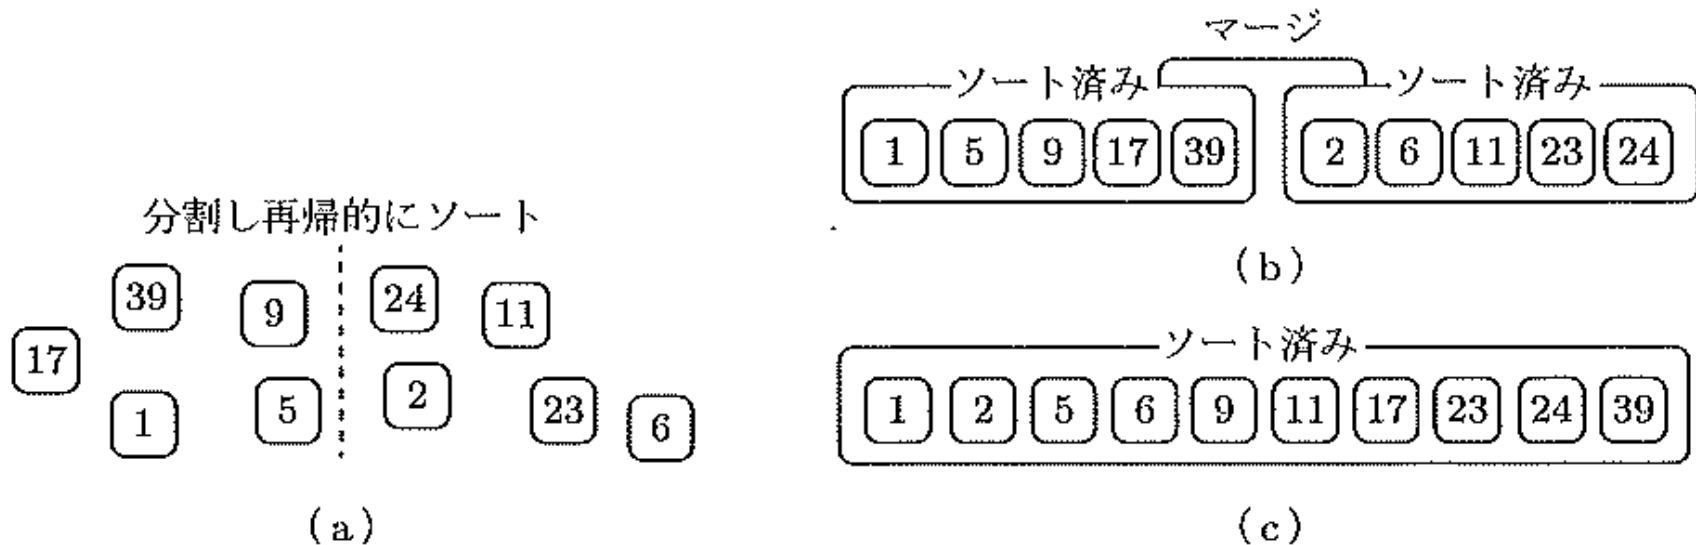 分割し再帰的にソート
39 9 24 11
17
1 5 2 23 6
(a)
マージ
ソート済み ソート済み
1 5 9 17 39 2 6 11 23 24
(b)
ソート済み
1 2 5 6 9 11 17 23 24 39
(c)